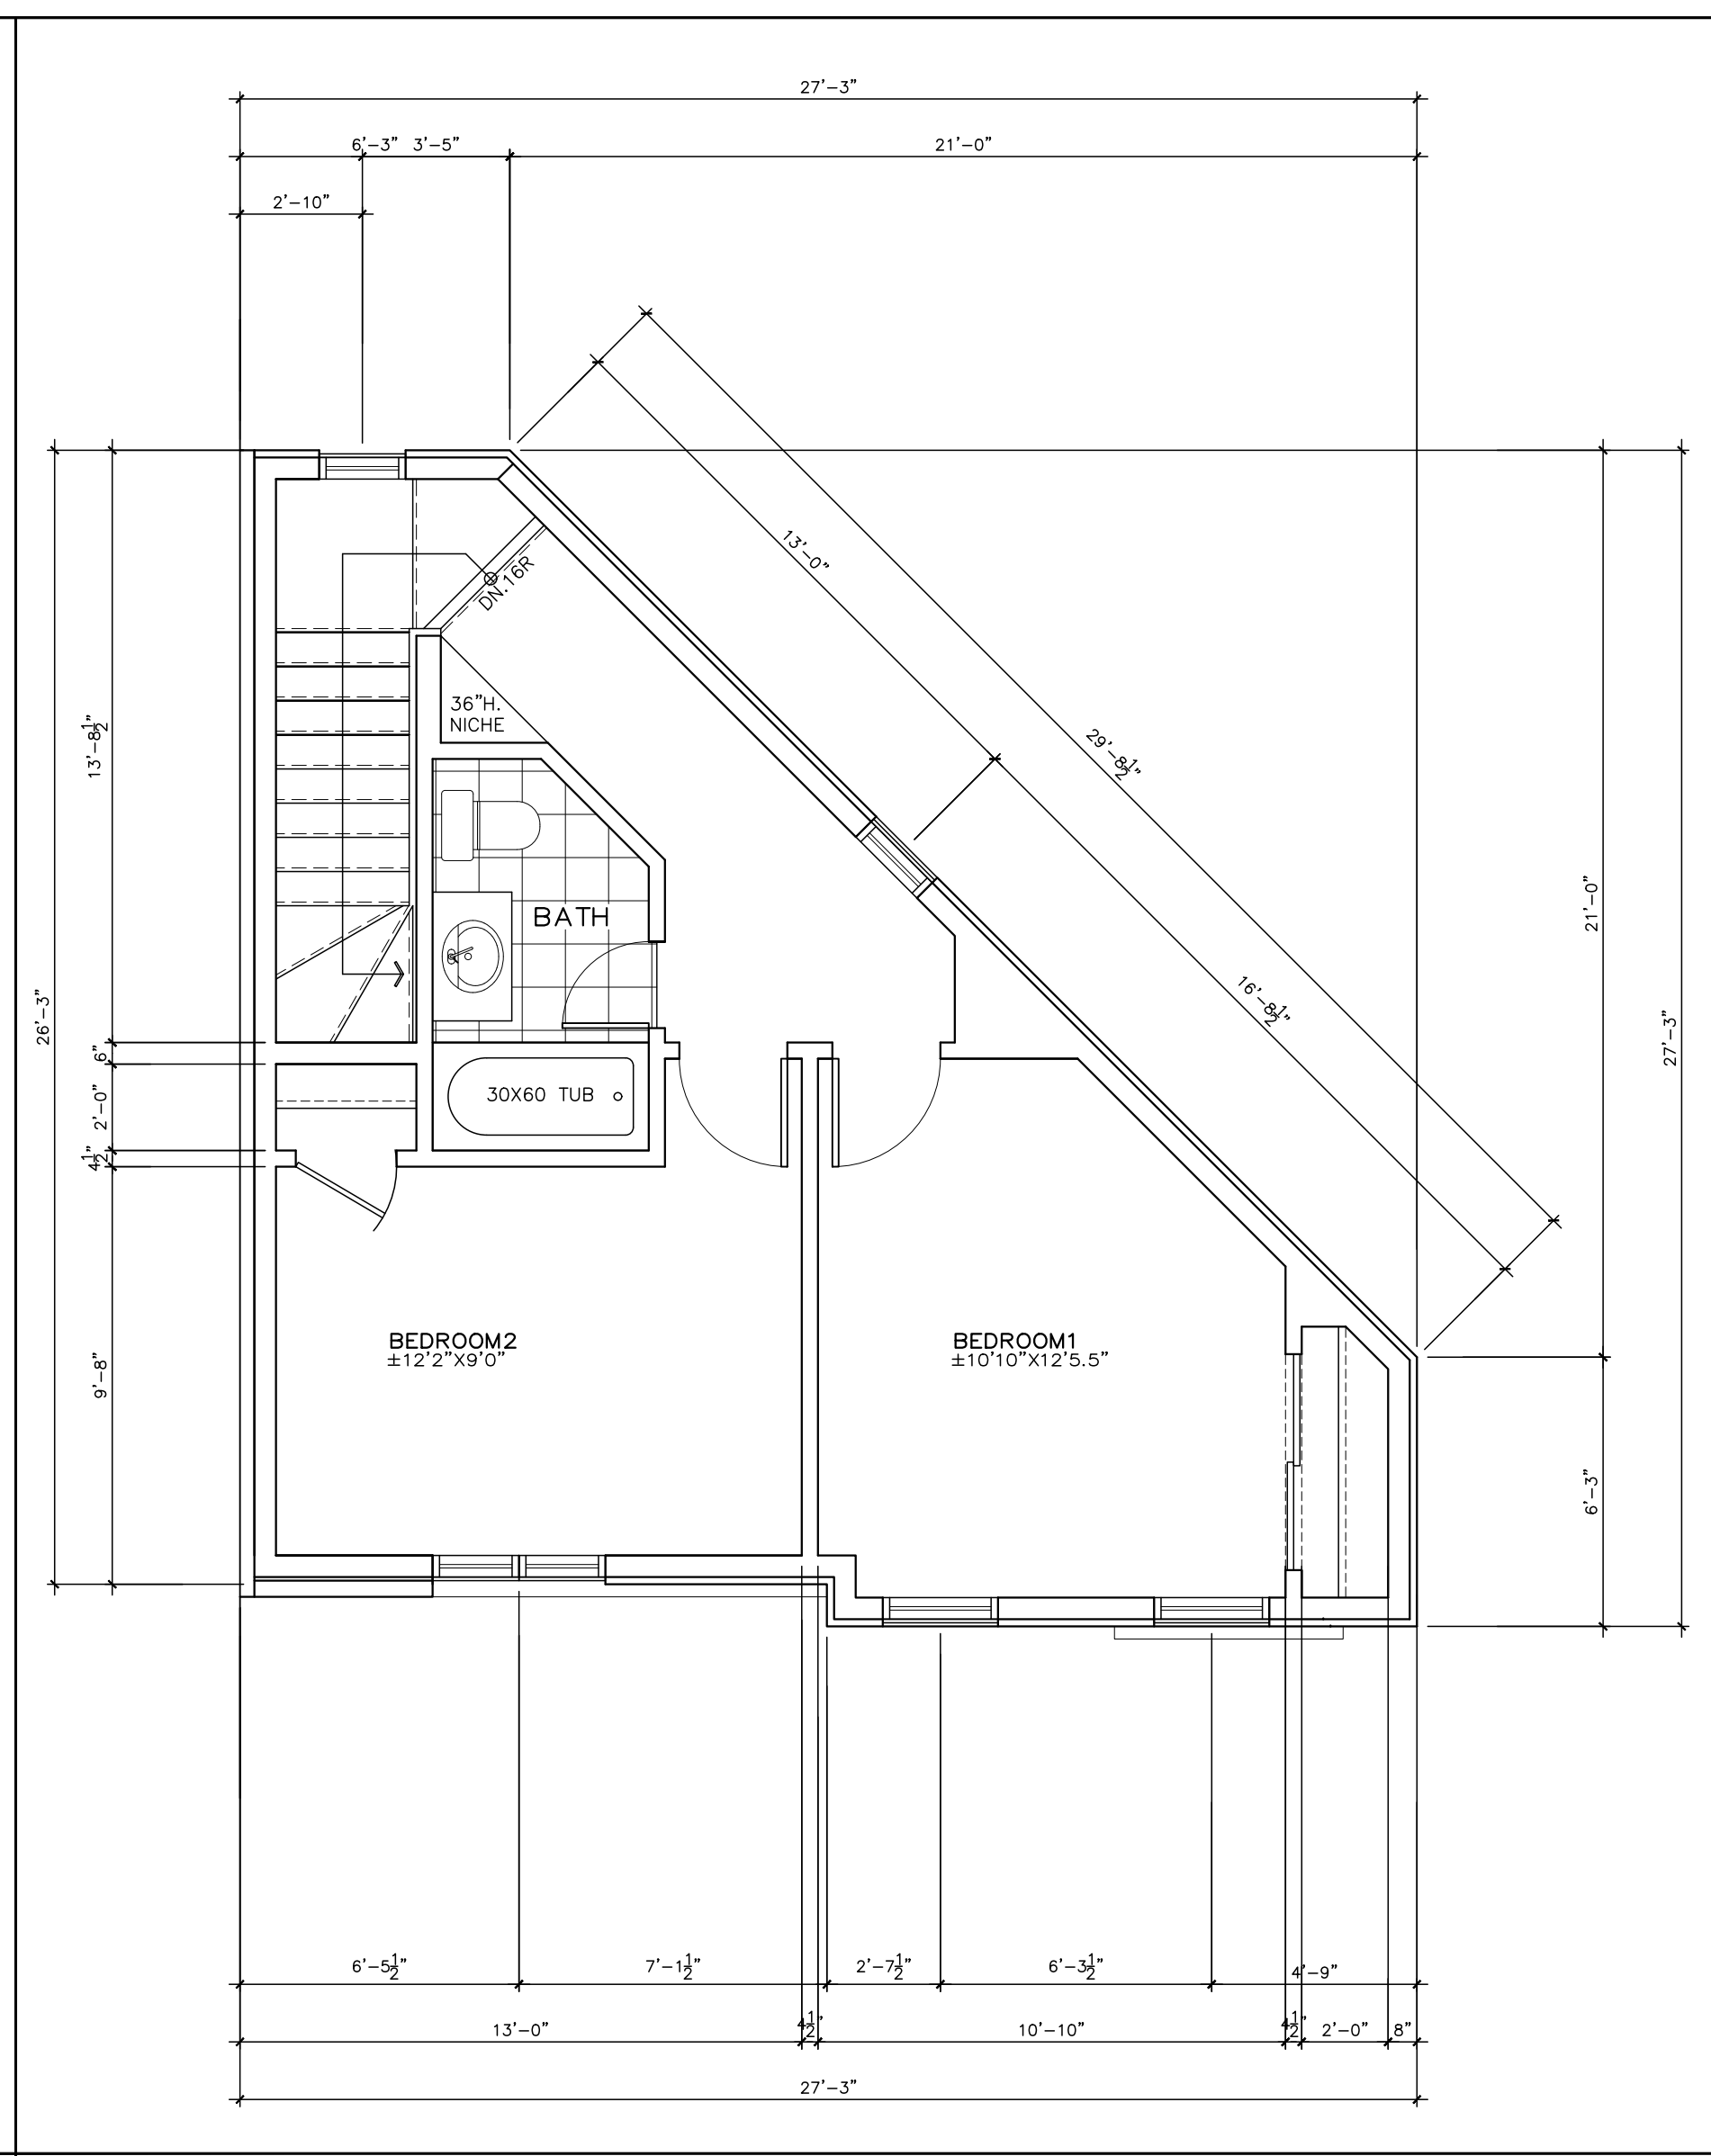 27'-3"
6'-3" 3'-5" 21'-0"
2'-10"
13'-0"
29'-8½"
16'-8½"
DN.16R
36"H.
NICHE
13'-8½"
26'-3"
6"
2'-0"
4½"
9'-8"
BATH
30X60 TUB
21'-0"
27'-3"
6'-3"
BEDROOM2
±12'2"X9'0"
BEDROOM1
±10'10"X12'5.5"
6'-5½" 7'-1½" 2'-7½" 6'-3½" 4'-9"
13'-0" 4½" 10'-10" 4½" 2'-0" 8"
27'-3"